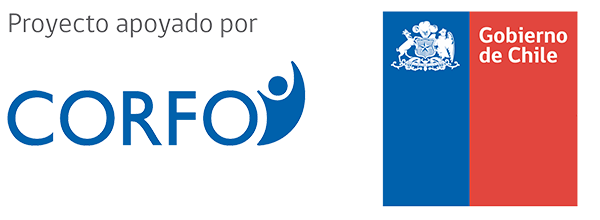 Proyecto apoyado por
CORFO
Gobierno
de Chile